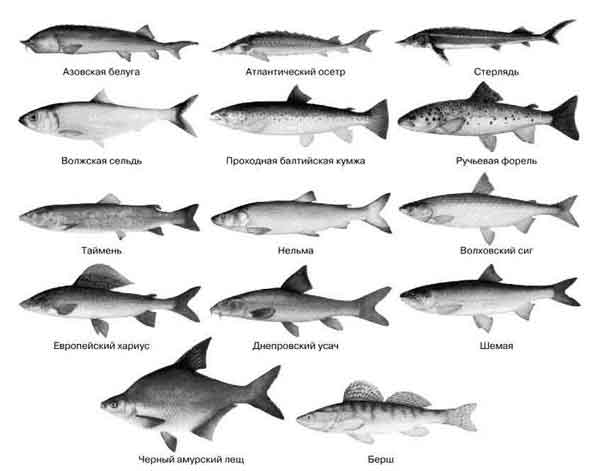 Азовская белуга
Атлантический осетр
Стерлядь
Волжская сельдь
Проходная балтийская кумжа
Ручьевая форель
Таймень
Нельма
Волховский сиг
Европейский хариус
Днепровский усач
Шемая
Черный амурский лещ
Берш